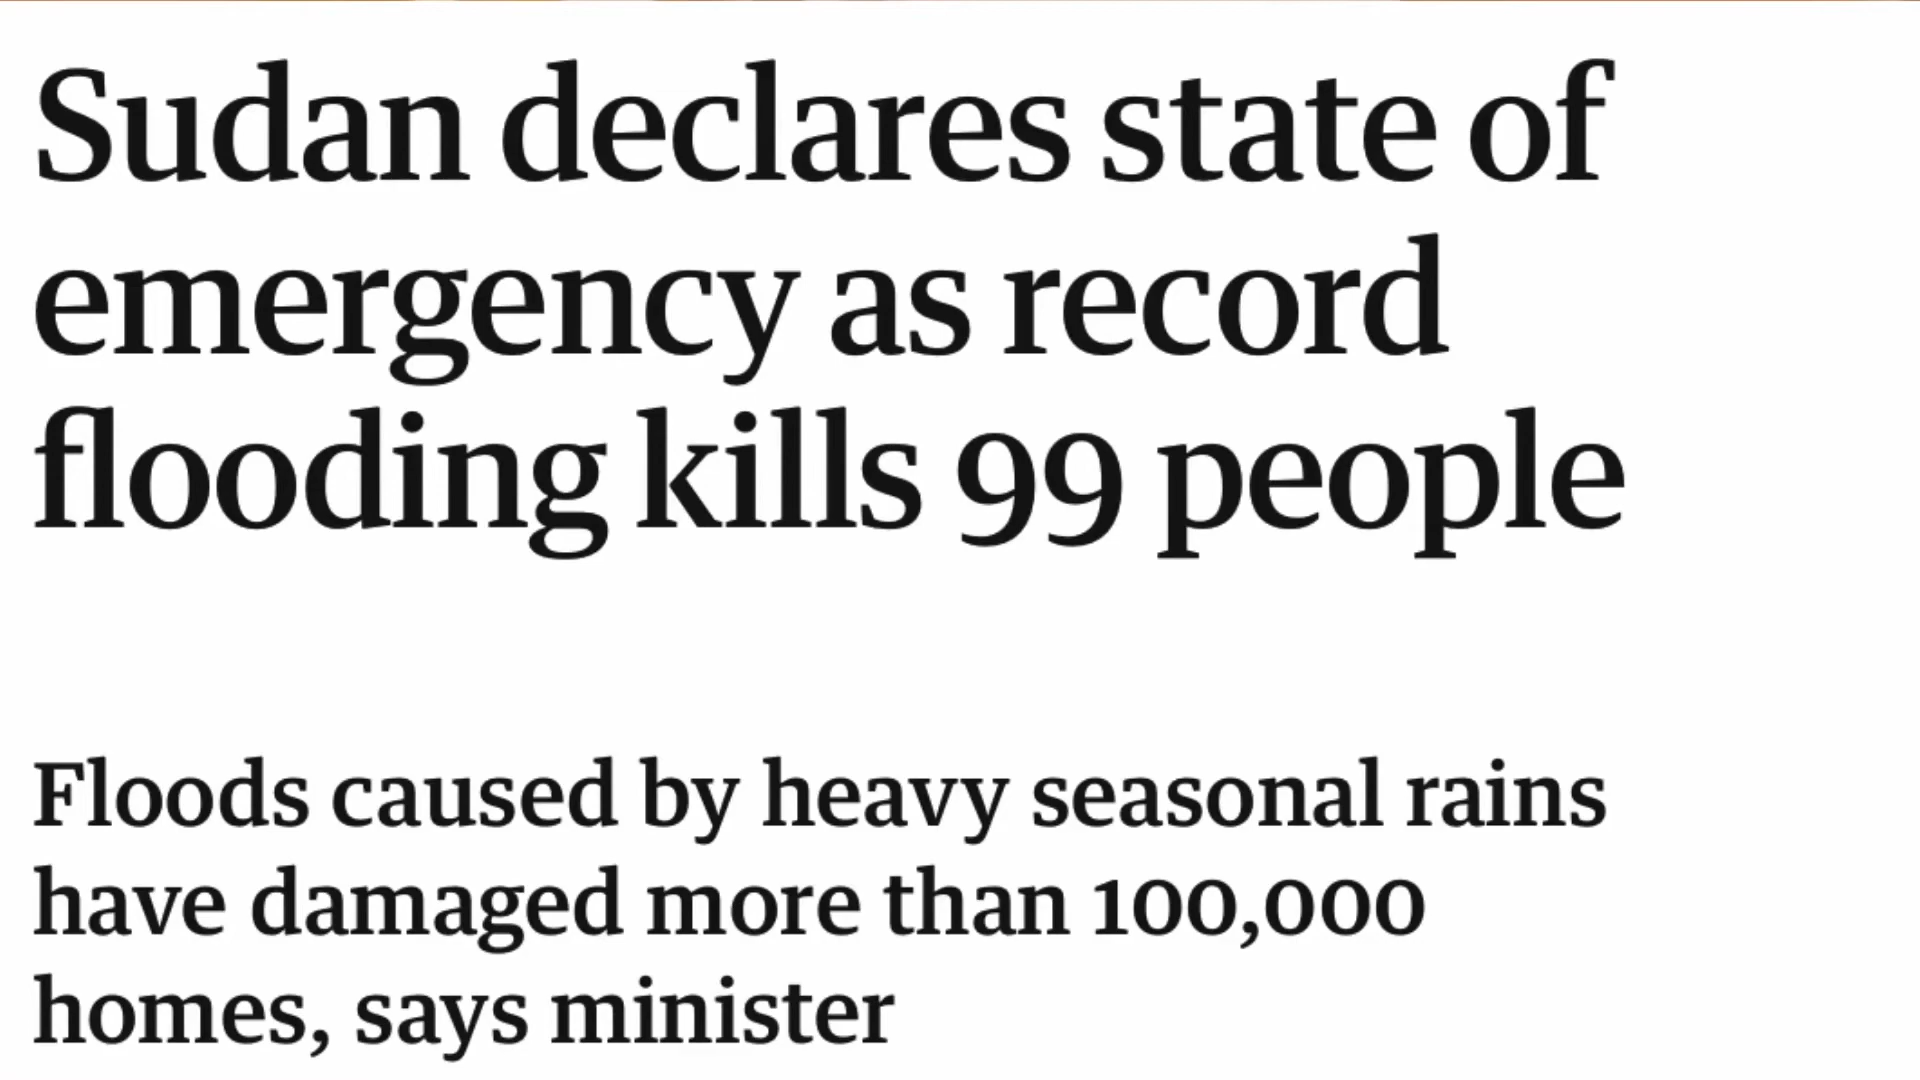 Sudan declares state of
emergency as record
flooding kills 99 people
Floods caused by heavy seasonal rains
have damaged more than 100,000
homes, says minister